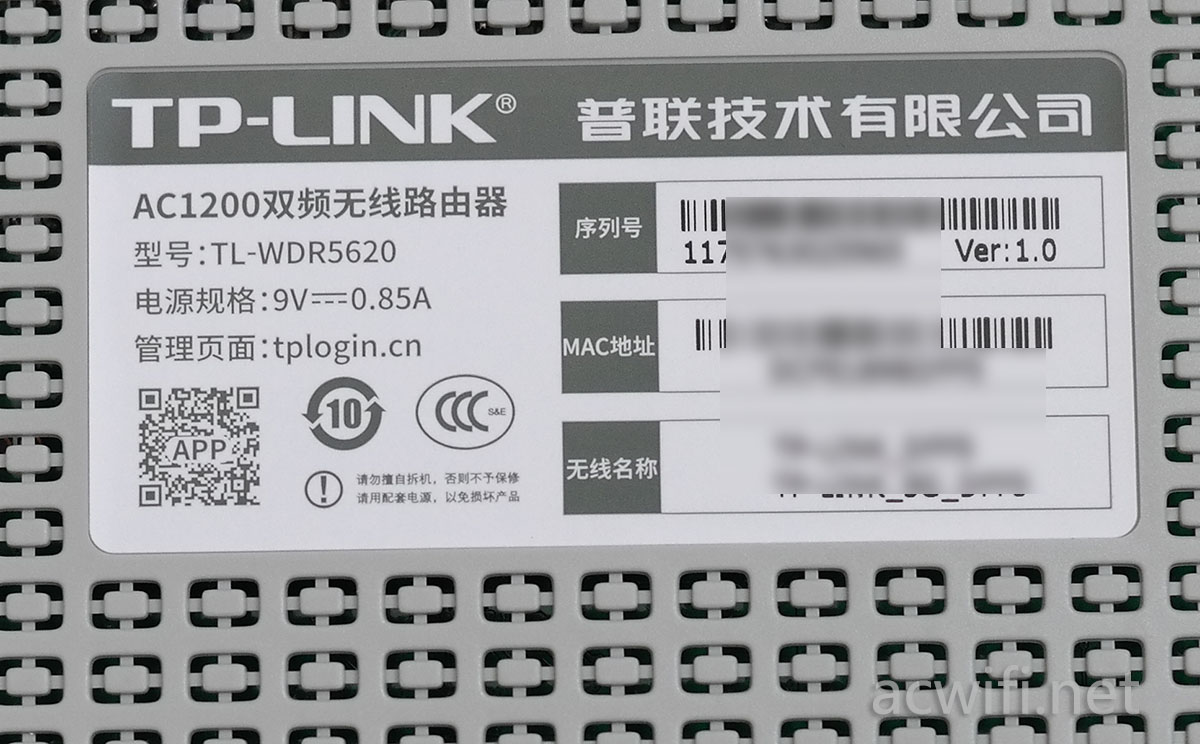 TP-LINK® 普联技术有限公司
AC1200双频无线路由器
型号:TL-WDR5620
电源规格:9V⎓0.85A
管理页面:tplogin.cn
APP
10
CCC S&E
请勿擅自拆机,否则不予保修
请用配套电源,以免损坏产品
序列号
117
Ver:1.0
MAC地址
无线名称
acwifi.net